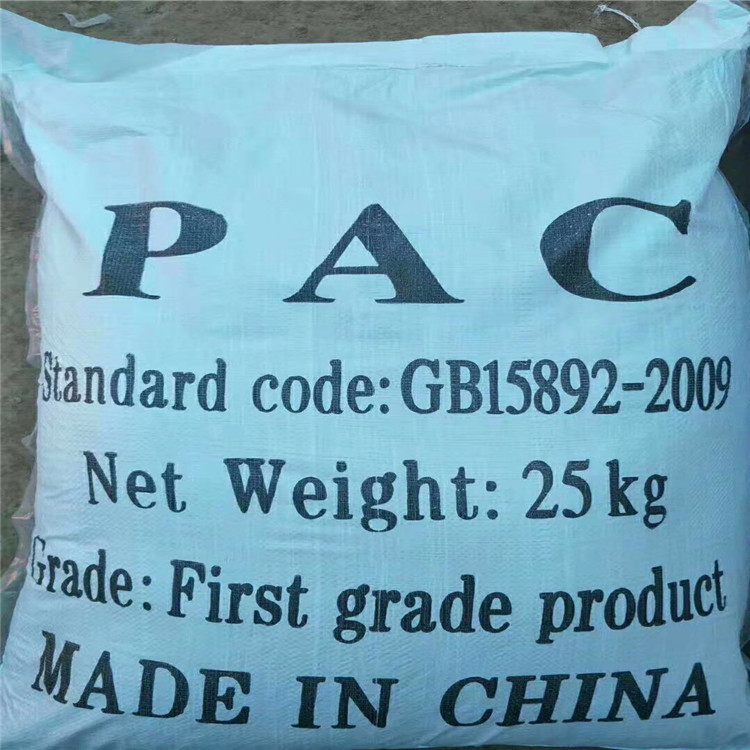 PAC
Standard code:GB15892-2009
Net Weight: 25kg
Grade: First grade product
MADE IN CHINA